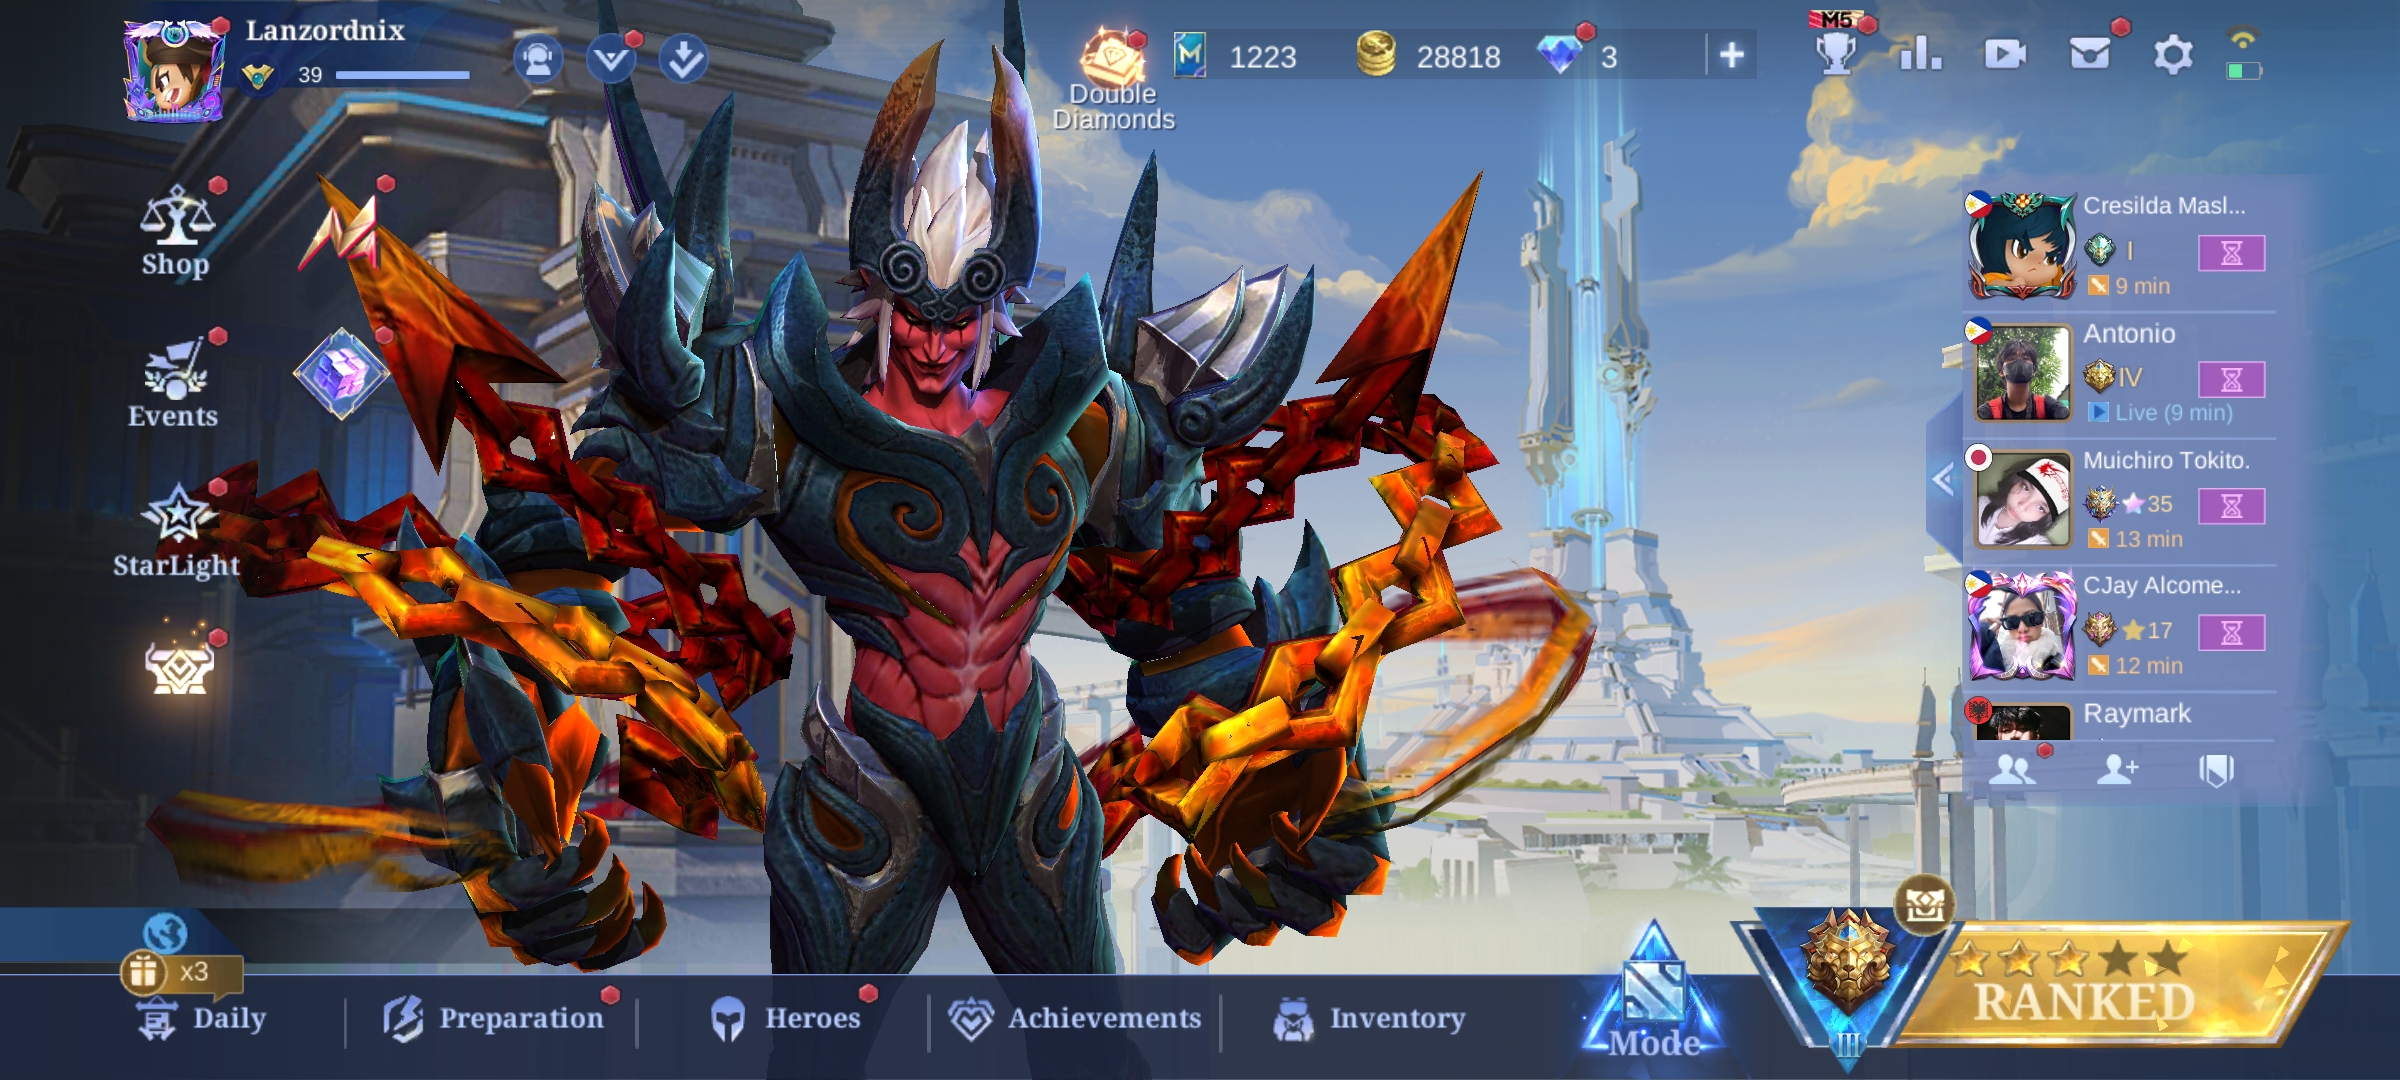 Lanzordnix
39
Double
Diamonds
1223
28818
3
M5
Shop
Events
StarLight
Cresilda Masl...
I
9 min
Antonio
IV
Live (9 min)
Muichiro Tokito.
35
13 min
CJay Alcome...
17
12 min
Raymark
x3
Daily
Preparation
Heroes
Achievements
Inventory
Mode
III
RANKED